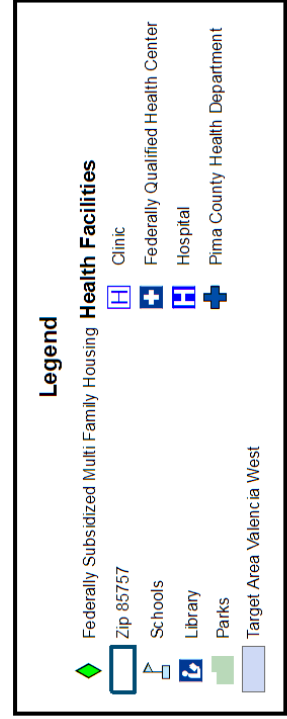 Legend
Federally Subsidized Multi Family Housing
Zip 85757
Schools
Library
Parks
Target Area Valencia West
Health Facilities
H Clinic
Federally Qualified Health Center
H Hospital
Pima County Health Department